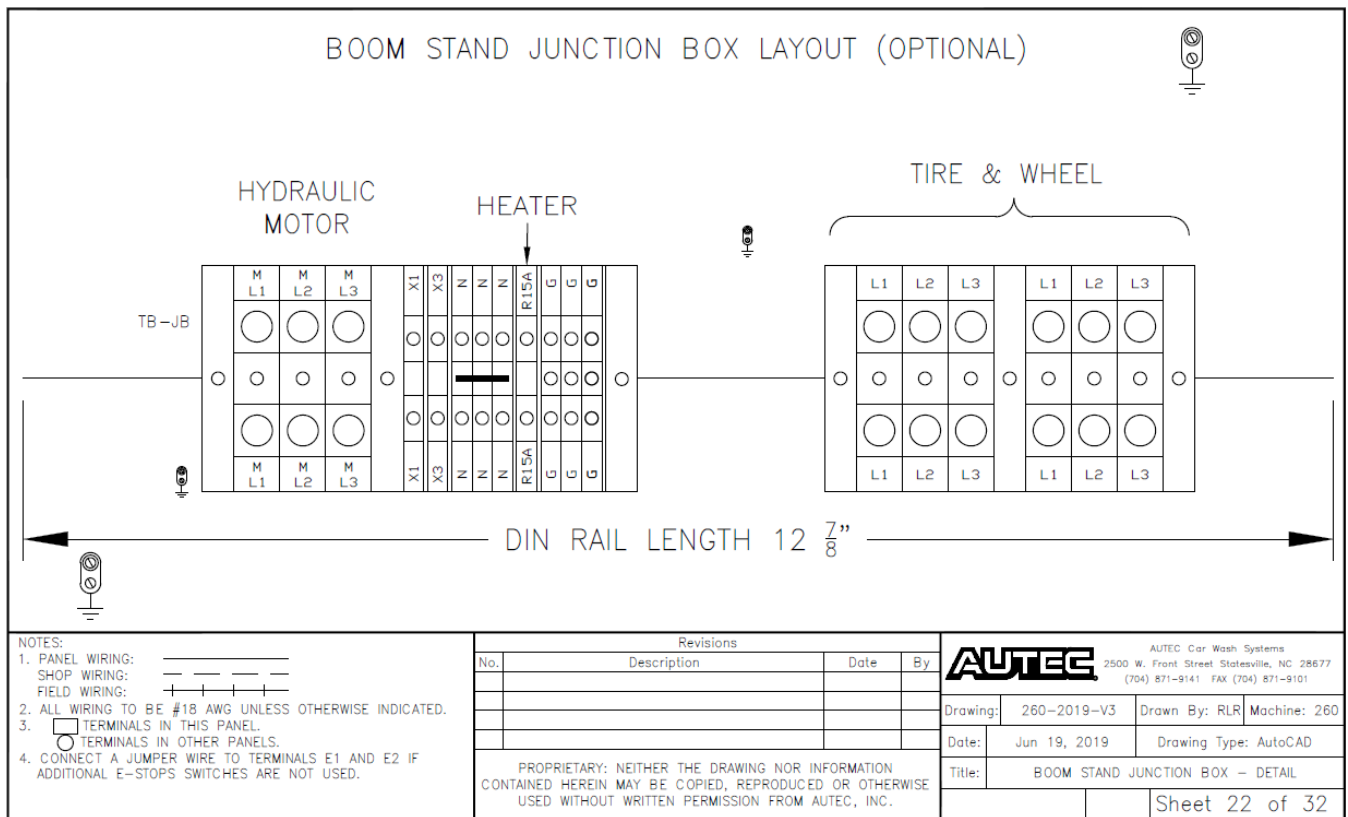 BOOM STAND JUNCTION BOX LAYOUT (OPTIONAL)
HYDRAULIC
MOTOR
HEATER
TIRE & WHEEL
TB-JB
M L1
M L2
M L3
X1
X3
N
N
N
R15A
G
G
G
M L1
M L2
M L3
X1
X3
N
N
N
R15A
G
G
G
L1 L2 L3 L1 L2 L3
L1 L2 L3 L1 L2 L3
DIN RAIL LENGTH 12 7/8"
NOTES:
1. PANEL WIRING:
SHOP WIRING:
FIELD WIRING:
2. ALL WIRING TO BE #18 AWG UNLESS OTHERWISE INDICATED.
3. TERMINALS IN THIS PANEL.
TERMINALS IN OTHER PANELS.
4. CONNECT A JUMPER WIRE TO TERMINALS E1 AND E2 IF
ADDITIONAL E-STOPS SWITCHES ARE NOT USED.
Revisions
No. Description Date By
PROPRIETARY: NEITHER THE DRAWING NOR INFORMATION
CONTAINED HEREIN MAY BE COPIED, REPRODUCED OR OTHERWISE
USED WITHOUT WRITTEN PERMISSION FROM AUTEC, INC.
AUTEC
AUTEC Car Wash Systems
2500 W. Front Street Statesville, NC 28677
(704) 871-9141 FAX (704) 871-9101
Drawing: 260-2019-V3 Drawn By: RLR Machine: 260
Date: Jun 19, 2019 Drawing Type: AutoCAD
Title: BOOM STAND JUNCTION BOX - DETAIL
Sheet 22 of 32